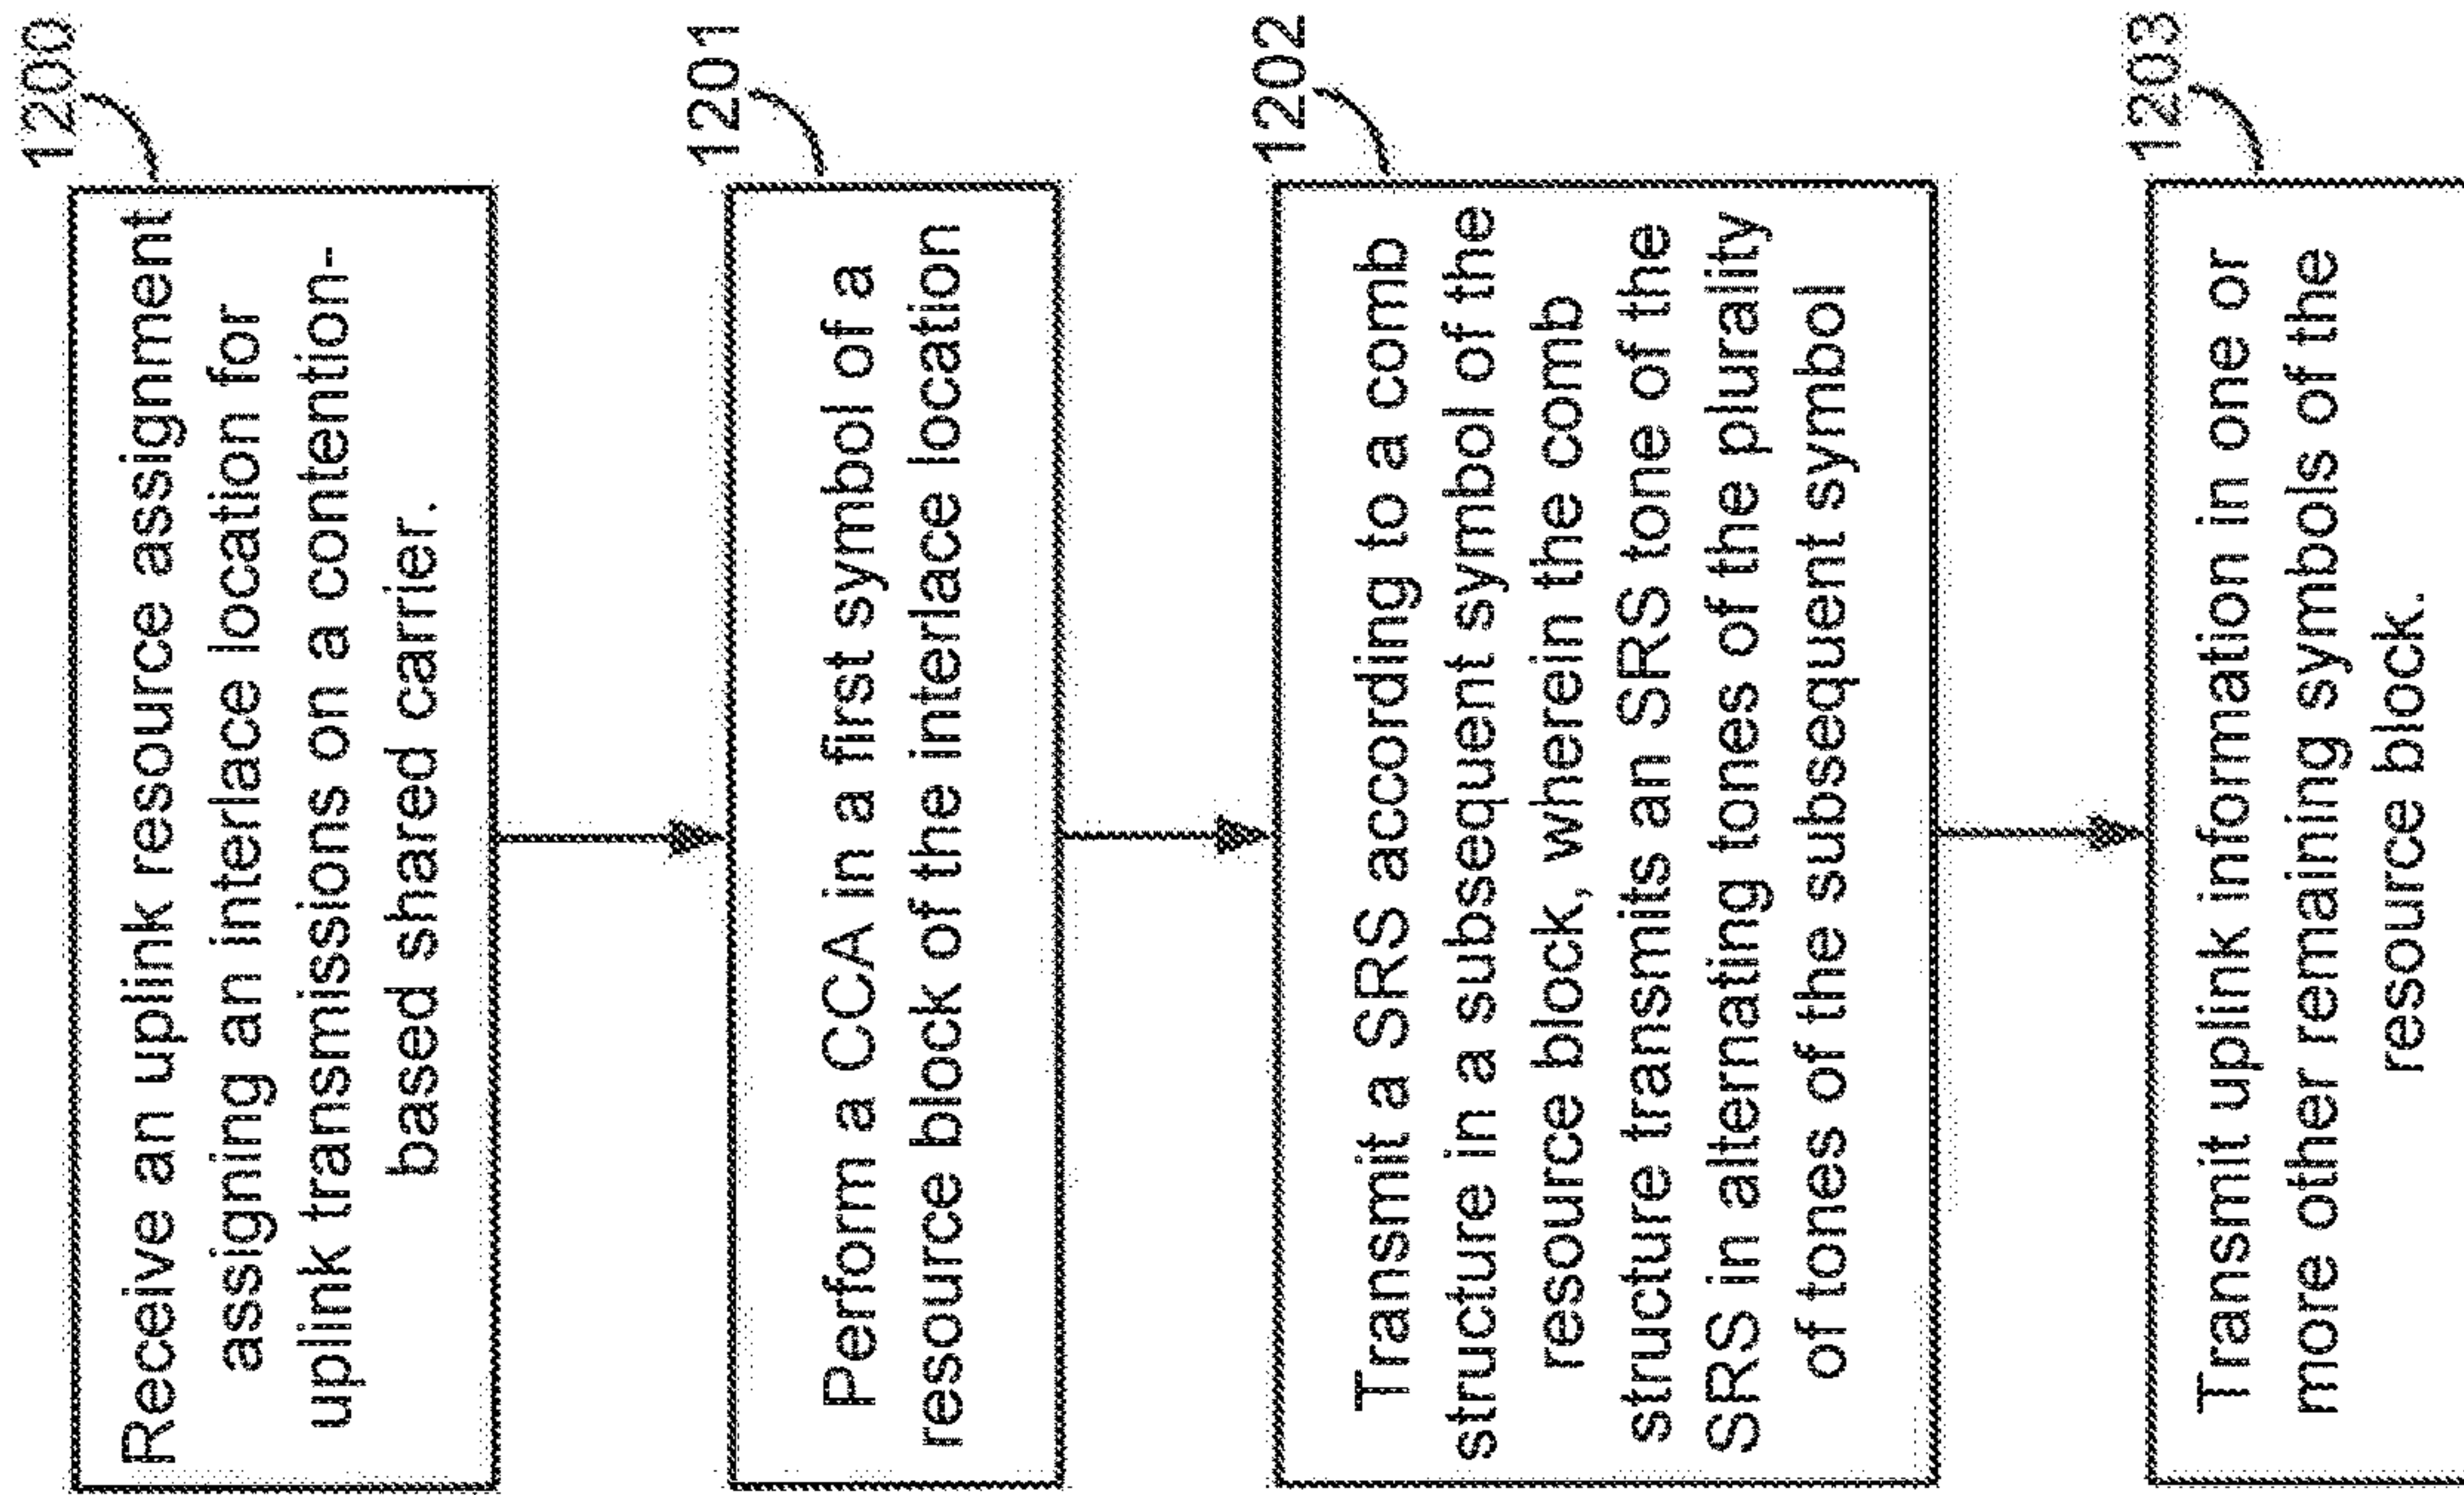 1200
Receive an uplink resource assignment
assigning an interlace location for
uplink transmissions on a contention-
based shared carrier.
1201
Perform a CCA in a first symbol of a
resource block of the interlace location
1202
Transmit a SRS according to a comb
structure in a subsequent symbol of the
resource block, wherein the comb
structure transmits an SRS tone of the
SRS in alternating tones of the plurality
of tones of the subsequent symbol
1203
Transmit uplink information in one or
more other remaining symbols of the
resource block.